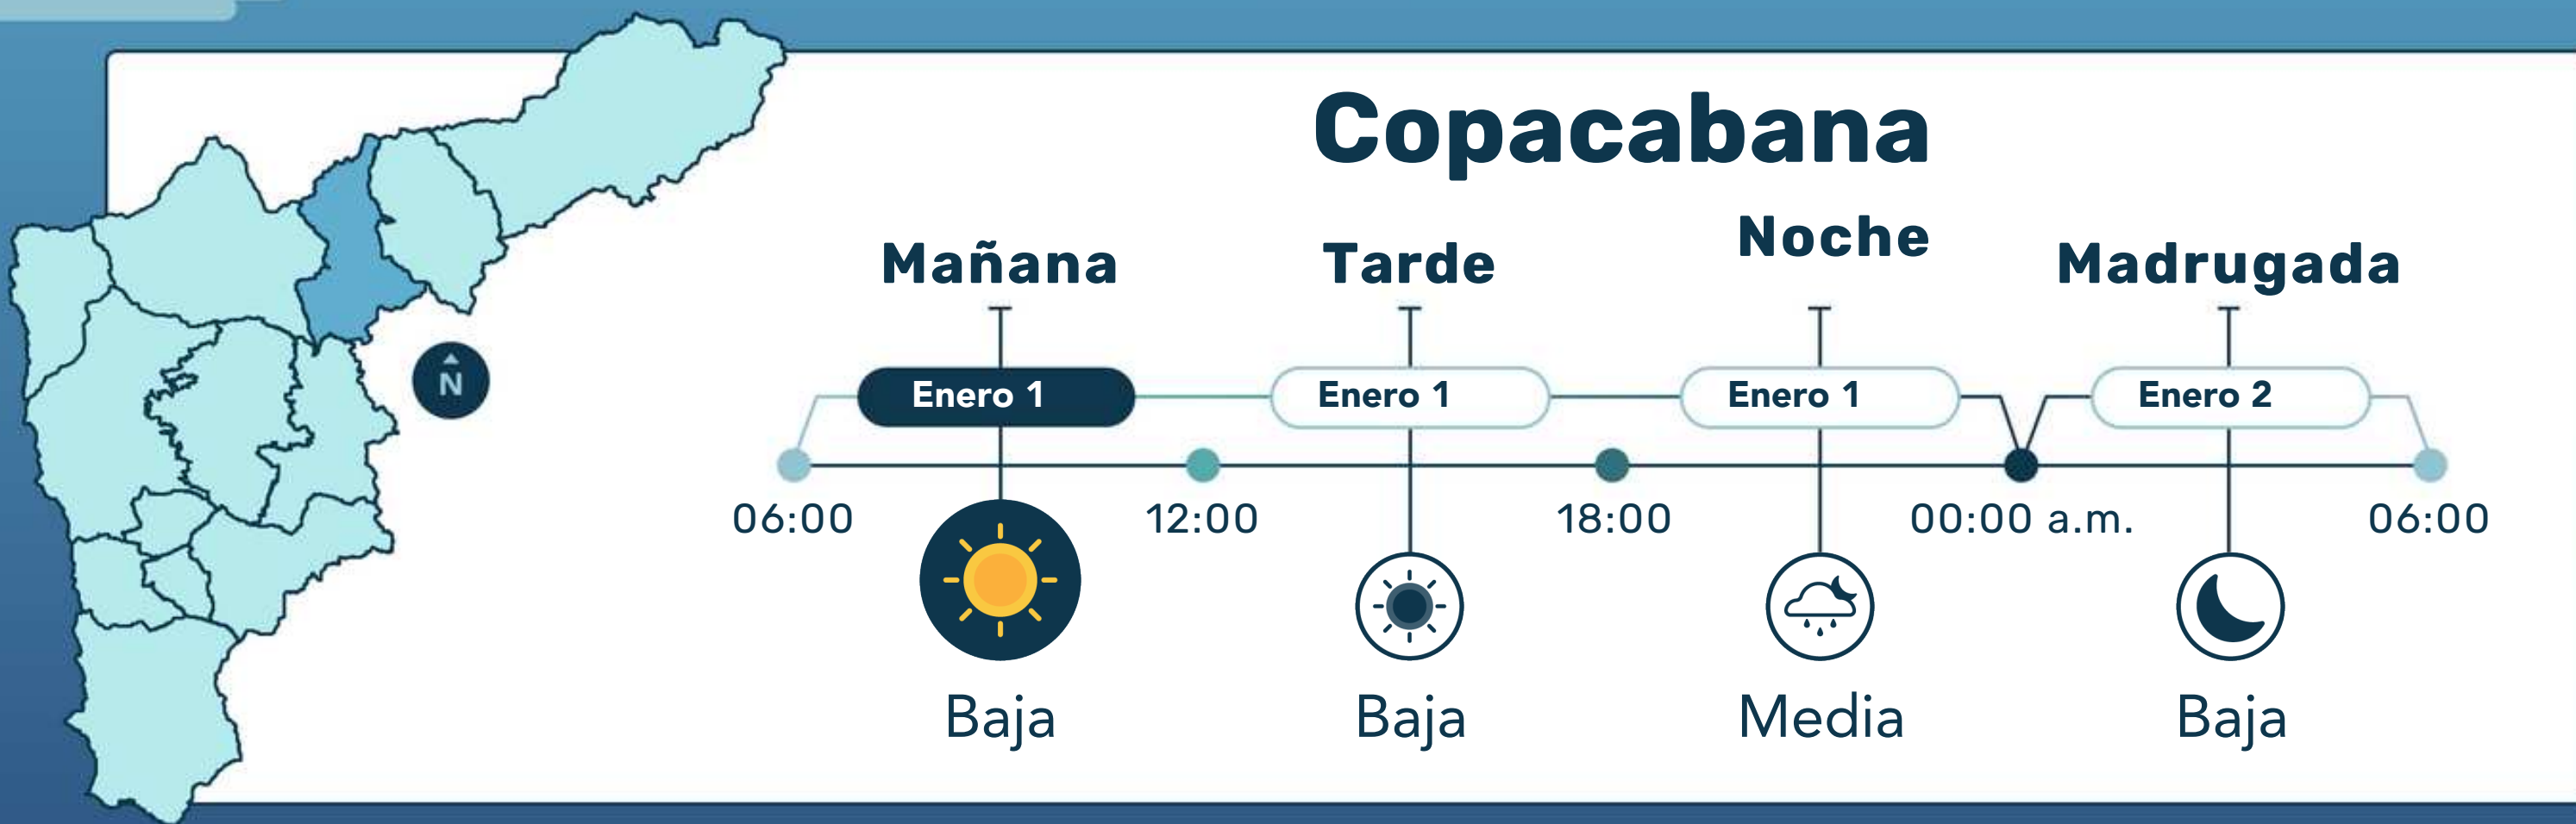 Copacabana
Mañana Tarde Noche Madrugada
N
Enero 1 Enero 1 Enero 1 Enero 2
06:00 12:00 18:00 00:00 a.m. 06:00
Baja Baja Media Baja